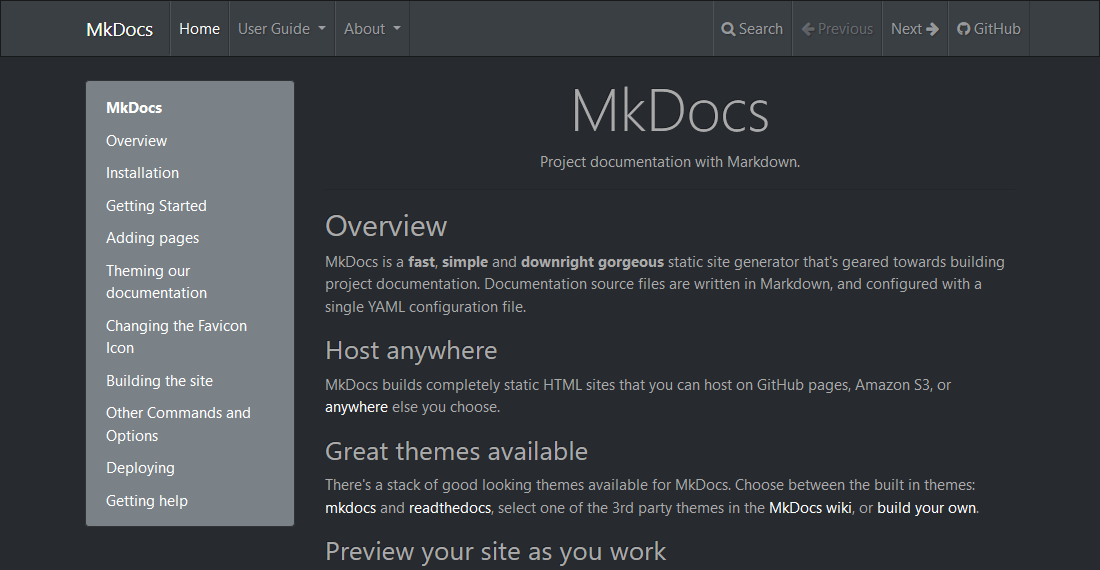 MkDocs Home User Guide About Search Previous Next GitHub
MkDocs
Overview
Installation
Getting Started
Adding pages
Theming our
documentation
Changing the Favicon
Icon
Building the site
Other Commands and
Options
Deploying
Getting help
MkDocs
Project documentation with Markdown.
Overview
MkDocs is a fast, simple and downright gorgeous static site generator that's geared towards building
project documentation. Documentation source files are written in Markdown, and configured with a
single YAML configuration file.
Host anywhere
MkDocs builds completely static HTML sites that you can host on GitHub pages, Amazon S3, or
anywhere else you choose.
Great themes available
There's a stack of good looking themes available for MkDocs. Choose between the built in themes:
mkdocs and readthedocs, select one of the 3rd party themes in the MkDocs wiki, or build your own.
Preview your site as you work